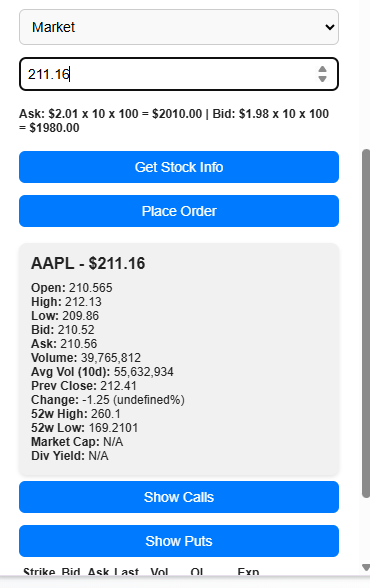 Market
211.16
Ask: $2.01 x 10 x 100 = $2010.00 | Bid: $1.98 x 10 x 100
= $1980.00
Get Stock Info
Place Order
AAPL - $211.16
Open: 210.565
High: 212.13
Low: 209.86
Bid: 210.52
Ask: 210.56
Volume: 39,765,812
Avg Vol (10d): 55,632,934
Prev Close: 212.41
Change: -1.25 (undefined%)
52w High: 260.1
52w Low: 169.2101
Market Cap: N/A
Div Yield: N/A
Show Calls
Show Puts
Strike Bid Ask Last Vol OI Exp